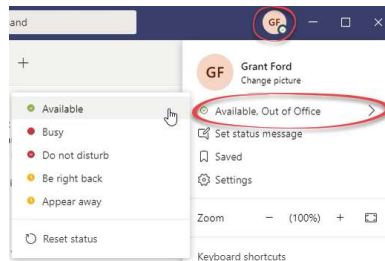 and
GF
GF
Grant Ford
Change picture
Available, Out of Office
Set status message
Saved
Settings
Zoom - (100%) +
Keyboard shortcuts
Available
Busy
Do not disturb
Be right back
Appear away
Reset status